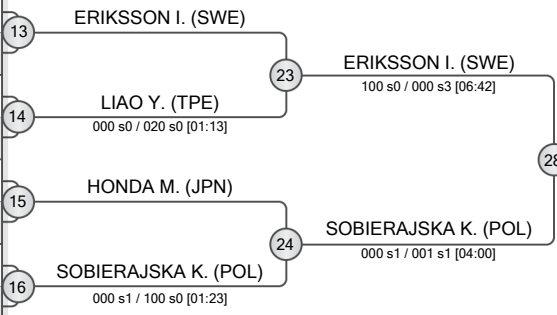 ERIKSSON I. (SWE)
13
23
ERIKSSON I. (SWE)
100 s0 / 000 s3 [06:42]
LIAO Y. (TPE)
14
000 s0 / 020 s0 [01:13]
28
HONDA M. (JPN)
15
24
SOBIERAJSKA K. (POL)
000 s1 / 001 s1 [04:00]
SOBIERAJSKA K. (POL)
16
000 s1 / 100 s0 [01:23]